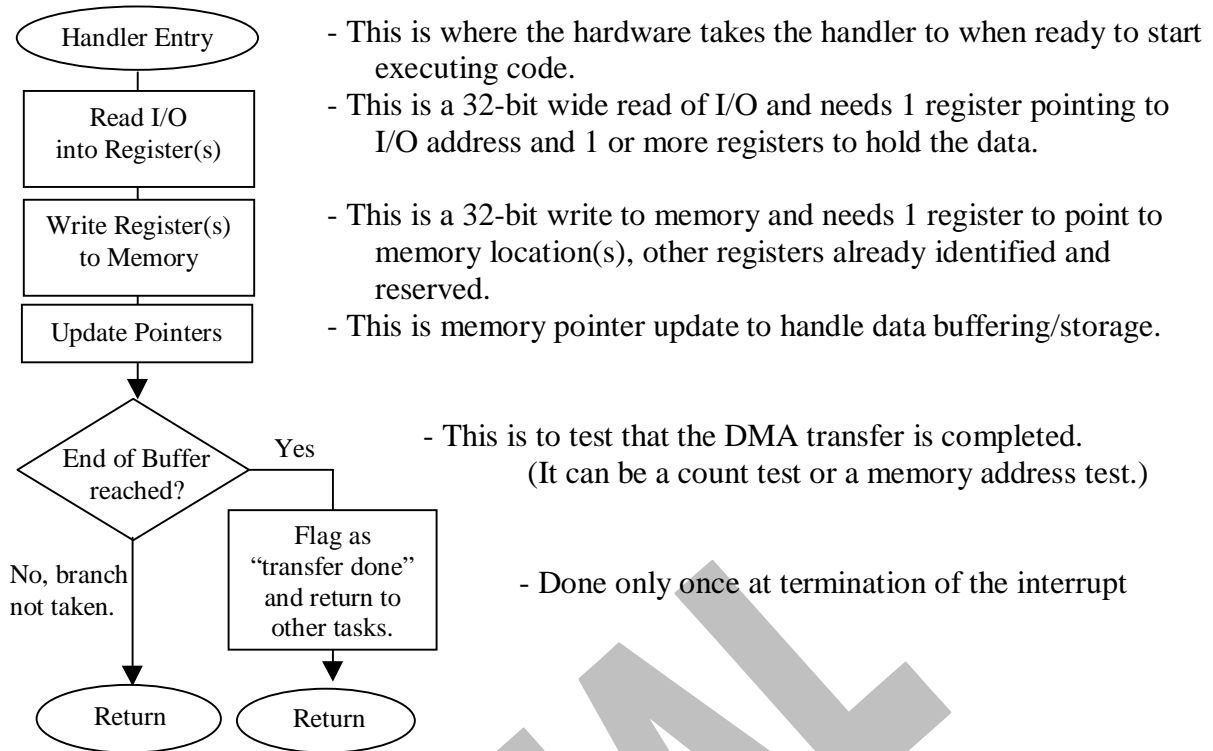 Handler Entry
- This is where the hardware takes the handler to when ready to start
executing code.
Read I/O
into Register(s)
- This is a 32-bit wide read of I/O and needs 1 register pointing to
I/O address and 1 or more registers to hold the data.
Write Register(s)
to Memory
- This is a 32-bit write to memory and needs 1 register to point to
memory location(s), other registers already identified and
reserved.
Update Pointers
- This is memory pointer update to handle data buffering/storage.
End of Buffer
reached?
Yes
- This is to test that the DMA transfer is completed.
(It can be a count test or a memory address test.)
No, branch
not taken.
Flag as
“transfer done”
and return to
other tasks.
- Done only once at termination of the interrupt
Return
Return